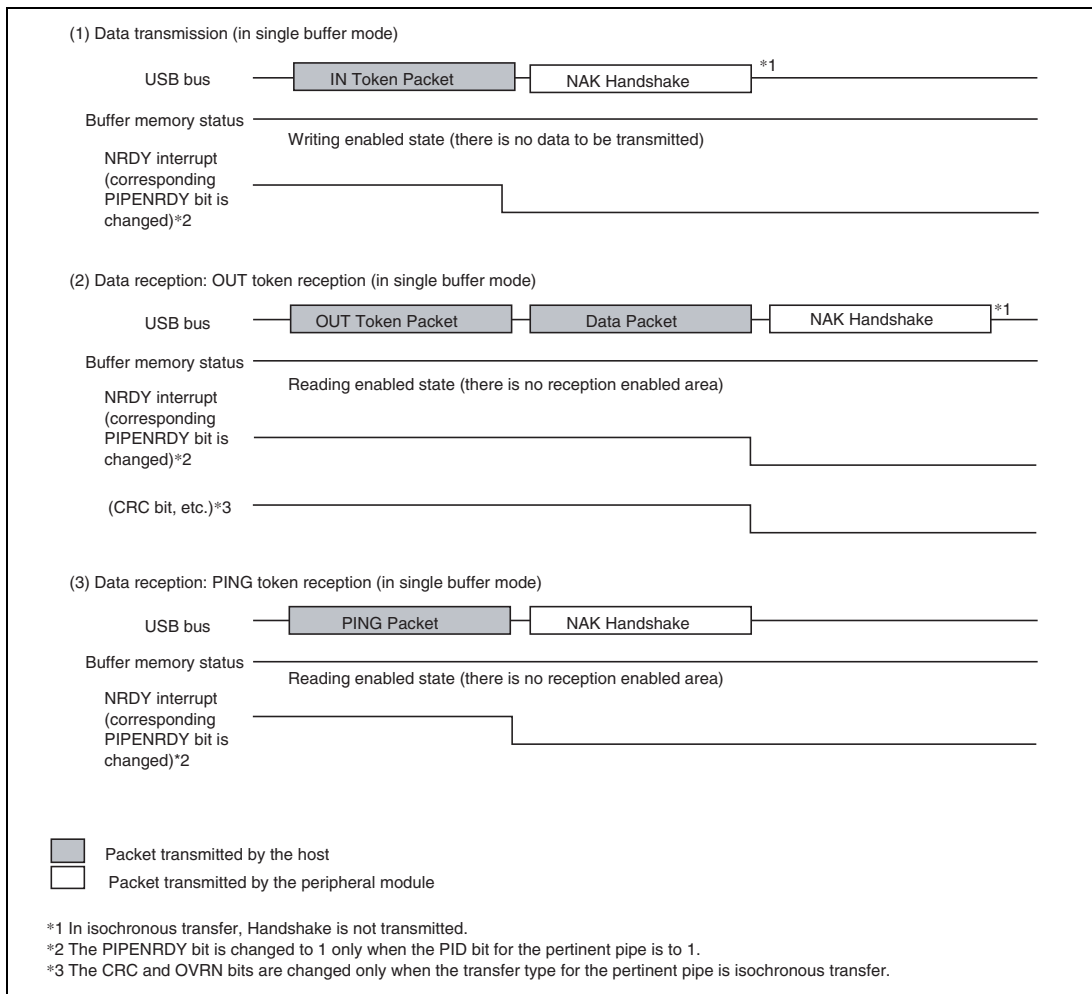 (1) Data transmission (in single buffer mode)
USB bus
IN Token Packet
NAK Handshake
*1
Buffer memory status
Writing enabled state (there is no data to be transmitted)
NRDY interrupt
(corresponding
PIPENRDY bit is
changed)*2
(2) Data reception: OUT token reception (in single buffer mode)
USB bus
OUT Token Packet
Data Packet
NAK Handshake
*1
Buffer memory status
Reading enabled state (there is no reception enabled area)
NRDY interrupt
(corresponding
PIPENRDY bit is
changed)*2
(CRC bit, etc.)*3
(3) Data reception: PING token reception (in single buffer mode)
USB bus
PING Packet
NAK Handshake
Buffer memory status
Reading enabled state (there is no reception enabled area)
NRDY interrupt
(corresponding
PIPENRDY bit is
changed)*2
Packet transmitted by the host
Packet transmitted by the peripheral module
*1 In isochronous transfer, Handshake is not transmitted.
*2 The PIPENRDY bit is changed to 1 only when the PID bit for the pertinent pipe is to 1.
*3 The CRC and OVRN bits are changed only when the transfer type for the pertinent pipe is isochronous transfer.